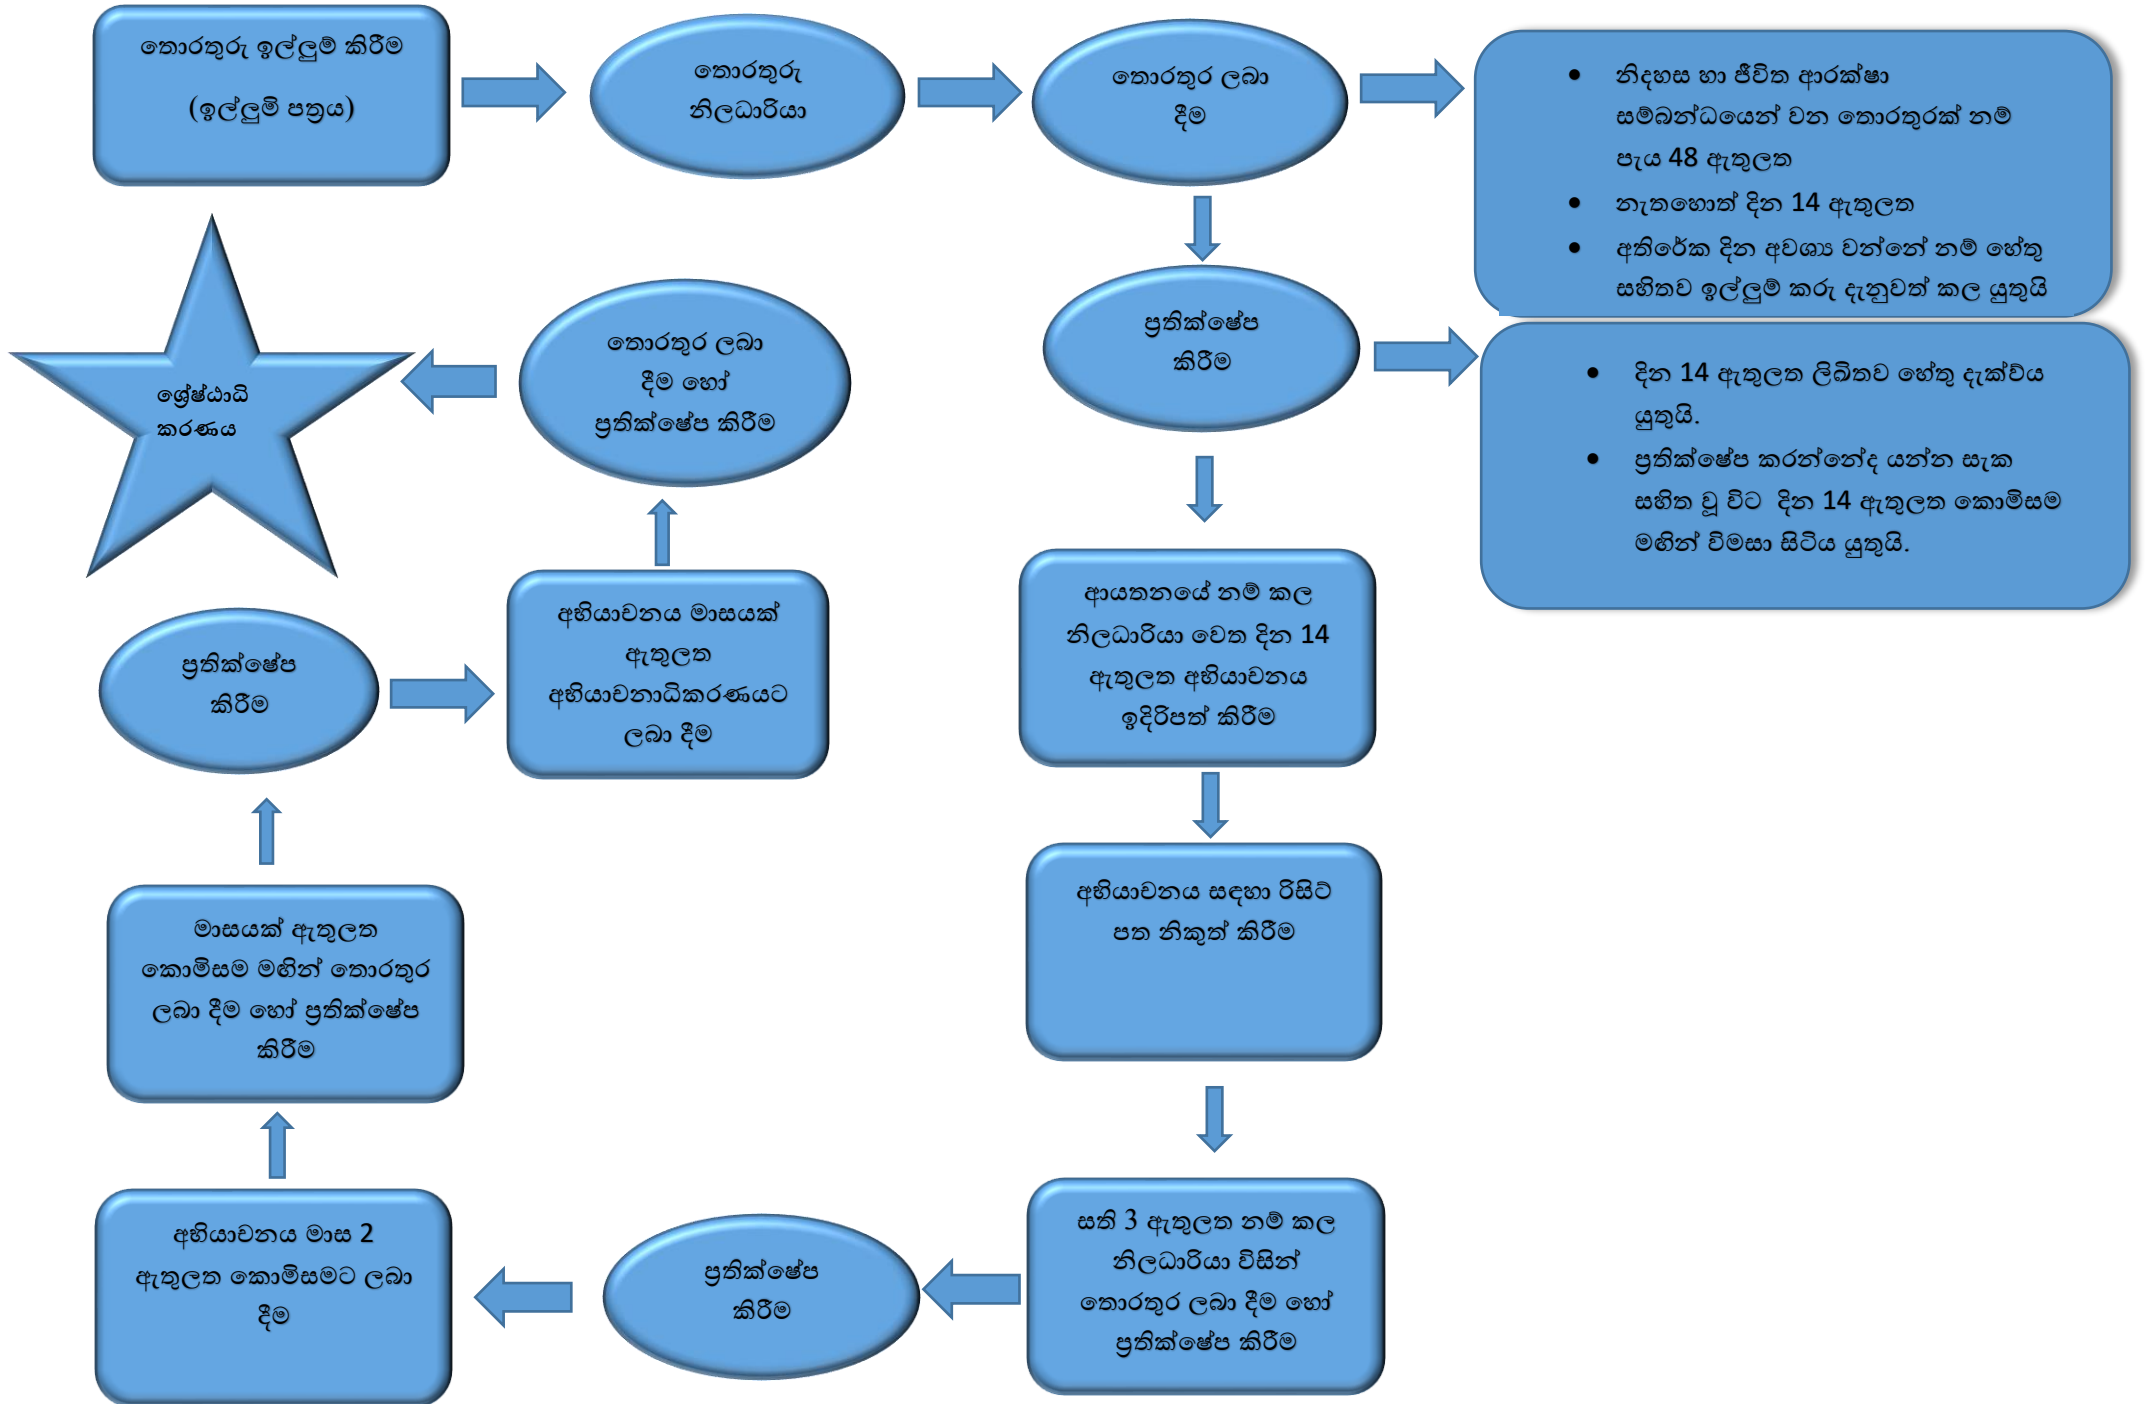 තොරතුරු ඉල්ලුම් කිරීම
(ඉල්ලුම් පත්‍රය)
තොරතුරු
නිලධාරියා
තොරතුර ලබා
දීම
• නිදහස හා ජීවිත ආරක්ෂා
සම්බන්ධයෙන් වන තොරතුරක් නම්
පැය 48 ඇතුලත
• නැතහොත් දින 14 ඇතුලත
• අතිරේක දින අවශ්‍ය වන්නේ නම් හේතු
සහිතව ඉල්ලුම් කරු දැනුවත් කල යුතුයි
ප්‍රතික්ෂේප
කිරීම
• දින 14 ඇතුලත ලිඛිතව හේතු දැක්විය
යුතුයි.
• ප්‍රතික්ෂේප කරන්නේද යන්න සැක
සහිත වූ විට දින 14 ඇතුලත කොමිසම
මඟින් විමසා සිටිය යුතුයි.
ආයතනයේ නම් කල
නිලධාරියා වෙත දින 14
ඇතුලත අභියාචනය
ඉදිරිපත් කිරීම
අභියාචනය සඳහා රිසිට්
පත නිකුත් කිරීම
සති 3 ඇතුලත නම් කල
නිලධාරියා විසින්
තොරතුර ලබා දීම හෝ
ප්‍රතික්ෂේප කිරීම
ප්‍රතික්ෂේප
කිරීම
අභියාචනය මාස 2
ඇතුලත කොමිසමට ලබා
දීම
මාසයක් ඇතුලත
කොමිසම මඟින් තොරතුර
ලබා දීම හෝ ප්‍රතික්ෂේප
කිරීම
ප්‍රතික්ෂේප
කිරීම
අභියාචනය මාසයක්
ඇතුලත
අභියාචනාධිකරණයට
ලබා දීම
තොරතුර ලබා
දීම හෝ
ප්‍රතික්ෂේප කිරීම
ශ්‍රේෂ්ඨාධි
කරණය